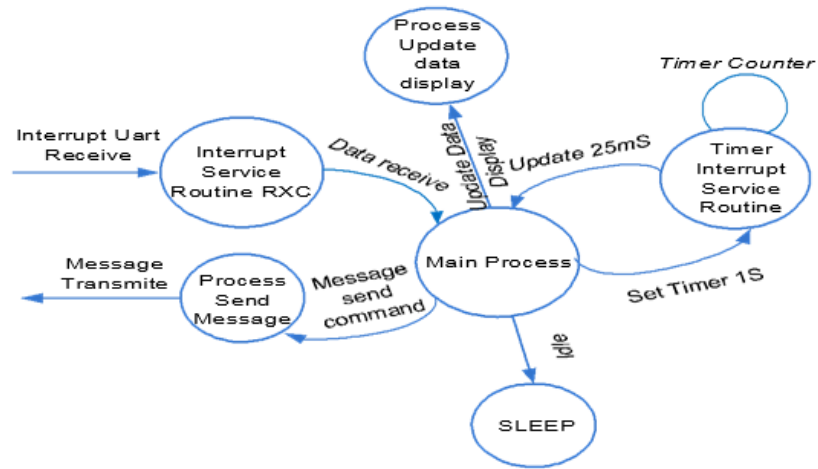 Process
Update
data
display
Timer Counter
Interrupt Uart
Receive
Interrupt
Service
Routine RXC
Data receive
Update Data
Display
Update 25mS
Timer
Interrupt
Service
Routine
Main Process
Set Timer 1S
Message
Transmite
Process
Send
Message
Message
send
command
Idle
SLEEP